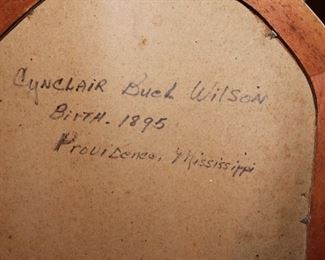 Cynclair Buck Wilson
Birth. 1895
Providence, Mississippi